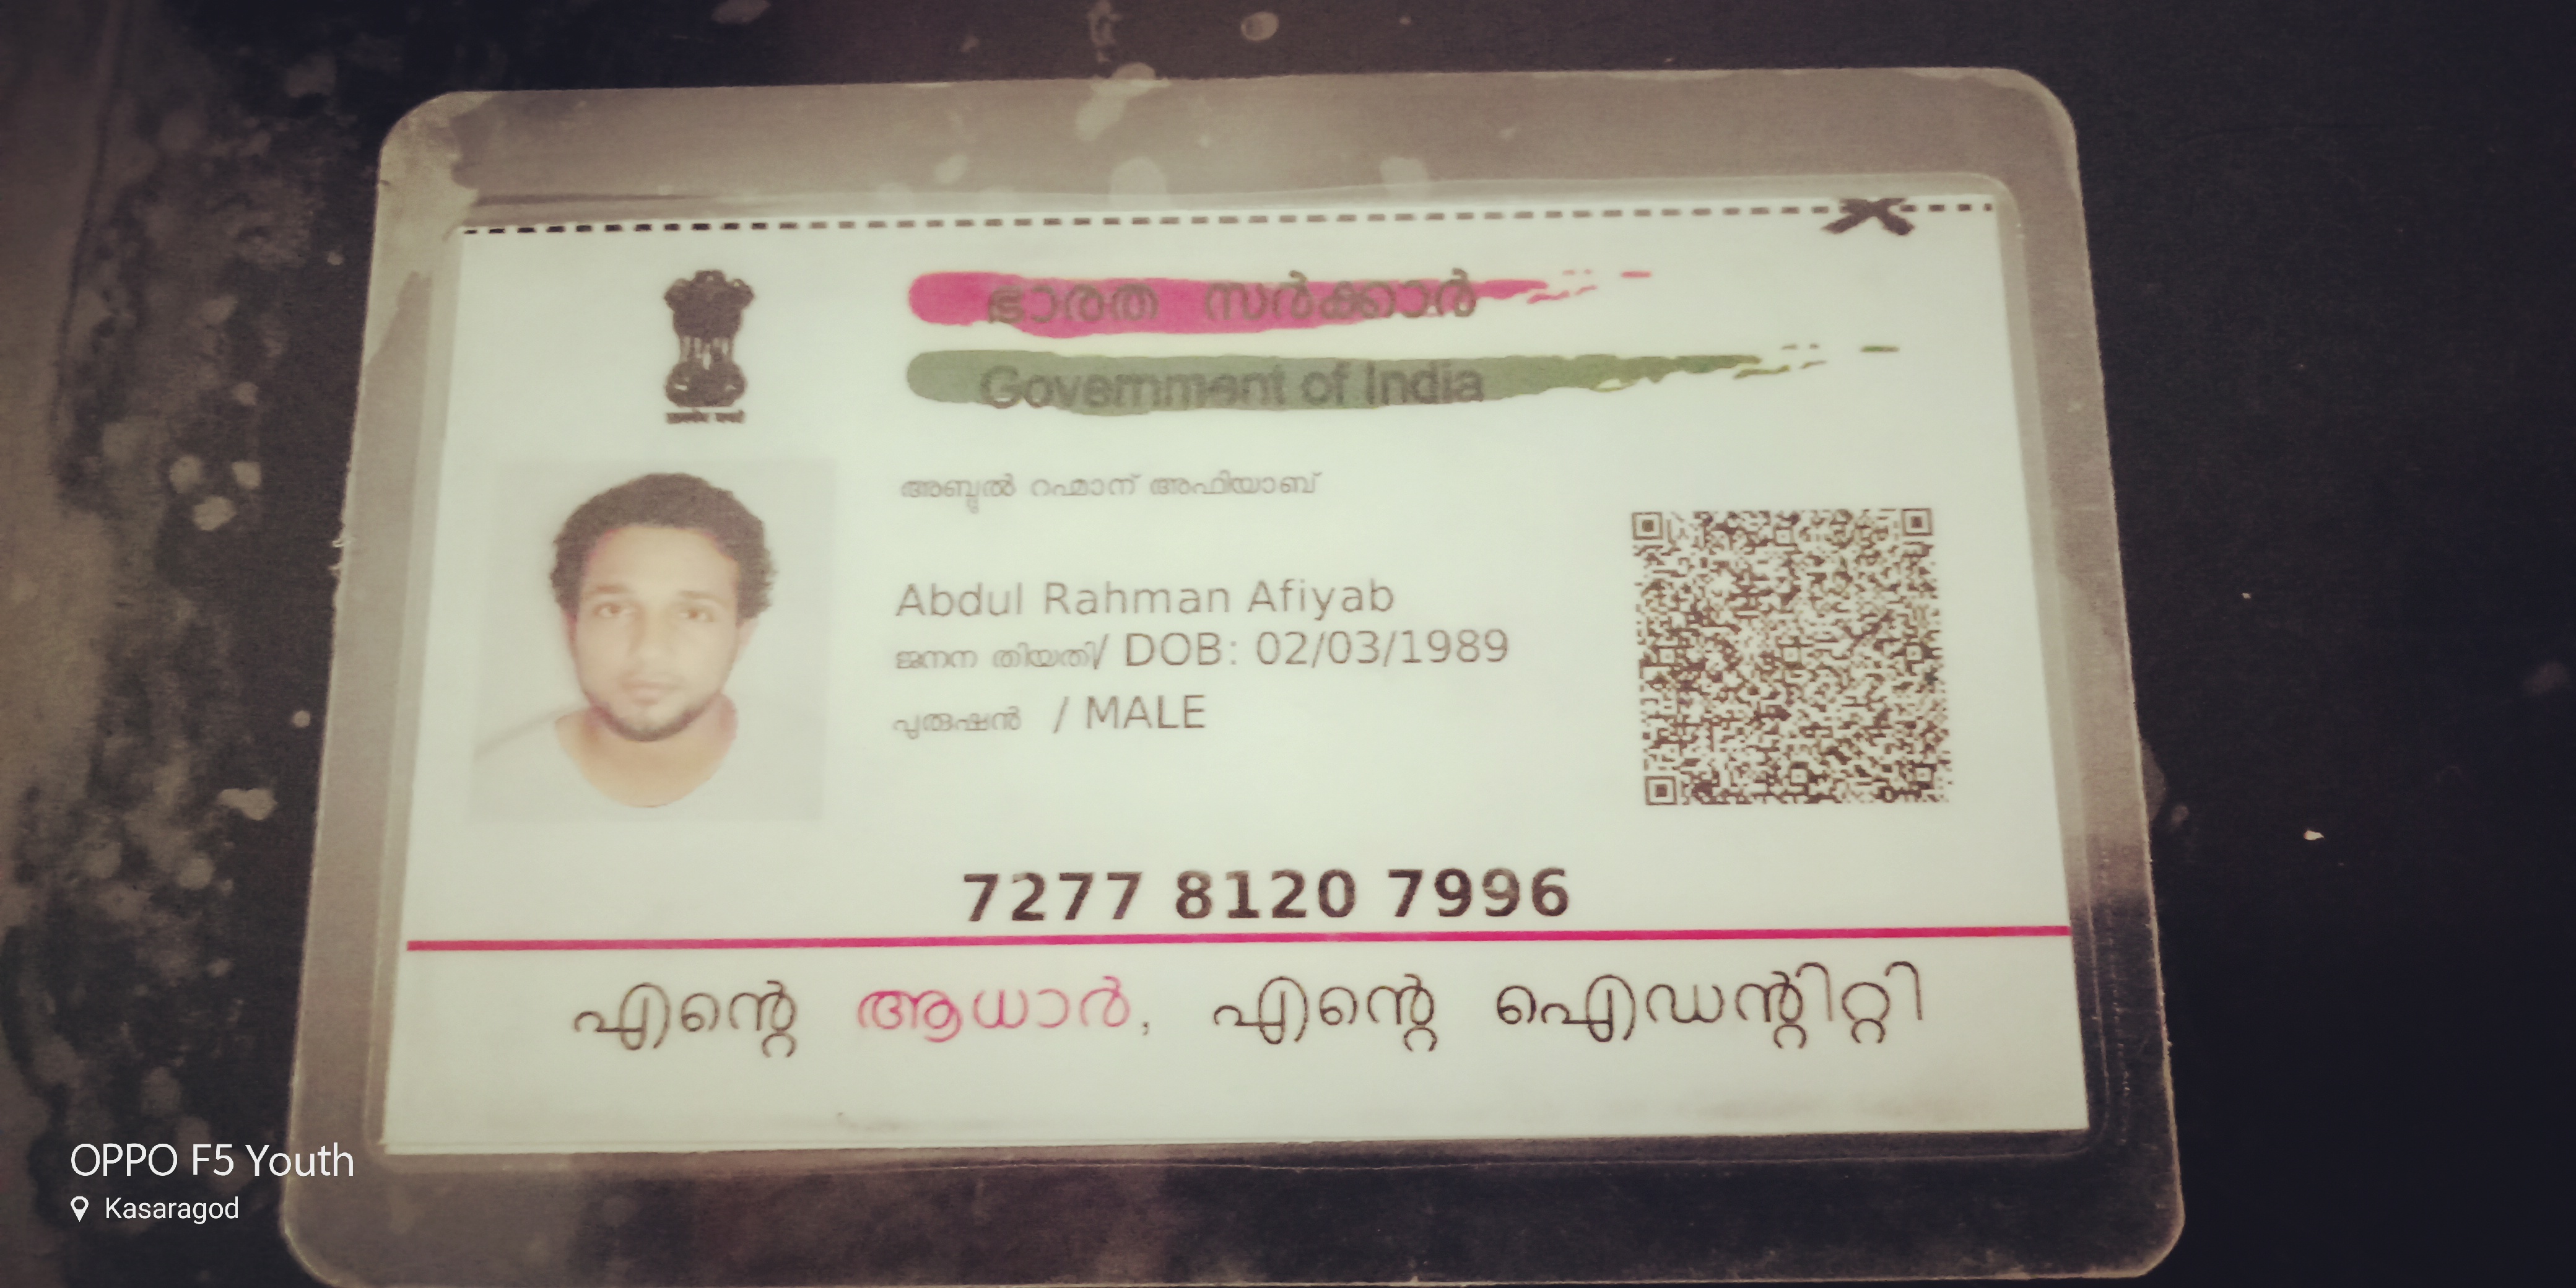 ഭാരത സർക്കാർ
Government of India
അബ്ദുൽ റഹ്മാന് അഫിയാബ്
Abdul Rahman Afiyab
ജനന തിയതി/ DOB: 02/03/1989
പുരുഷൻ / MALE
7277 8120 7996
എന്റെ ആധാർ, എന്റെ ഐഡന്റിറ്റി
OPPO F5 Youth
Kasaragod